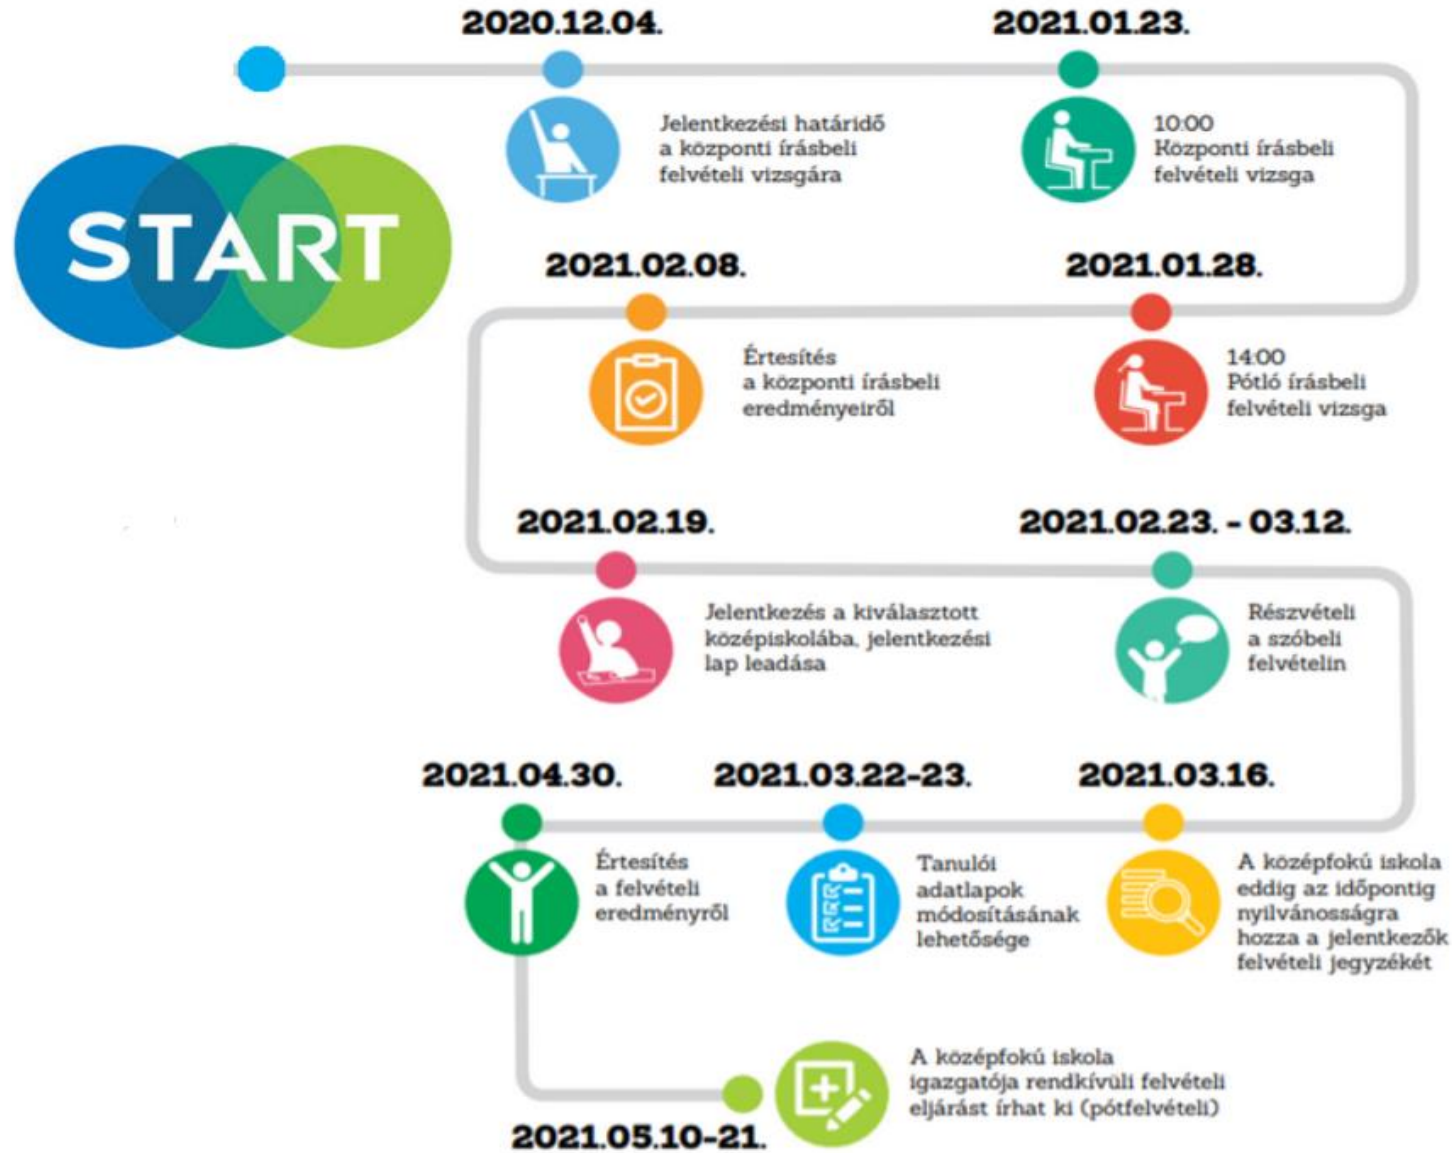 START
2020.12.04.
Jelentkezési határidő
a központi írásbeli
felvételi vizsgára
2021.01.23.
10:00
Központi írásbeli
felvételi vizsga
2021.01.28.
14:00
Pótló írásbeli
felvételi vizsga
2021.02.08.
Értesítés
a központi írásbeli
eredményeiről
2021.02.19.
Jelentkezés a kiválasztott
középiskolába, jelentkezési
lap leadása
2021.02.23. - 03.12.
Részvételi
a szóbeli
felvételin
2021.03.16.
A középfokú iskola
eddig az időpontig
nyilvánosságra
hozza a jelentkezők
felvételi jegyzékét
2021.03.22-23.
Tanulói
adatlapok
módosításának
lehetősége
2021.04.30.
Értesítés
a felvételi
eredményről
2021.05.10-21.
A középfokú iskola
igazgatója rendkívüli felvételi
eljárást írhat ki (pótfelvételi)